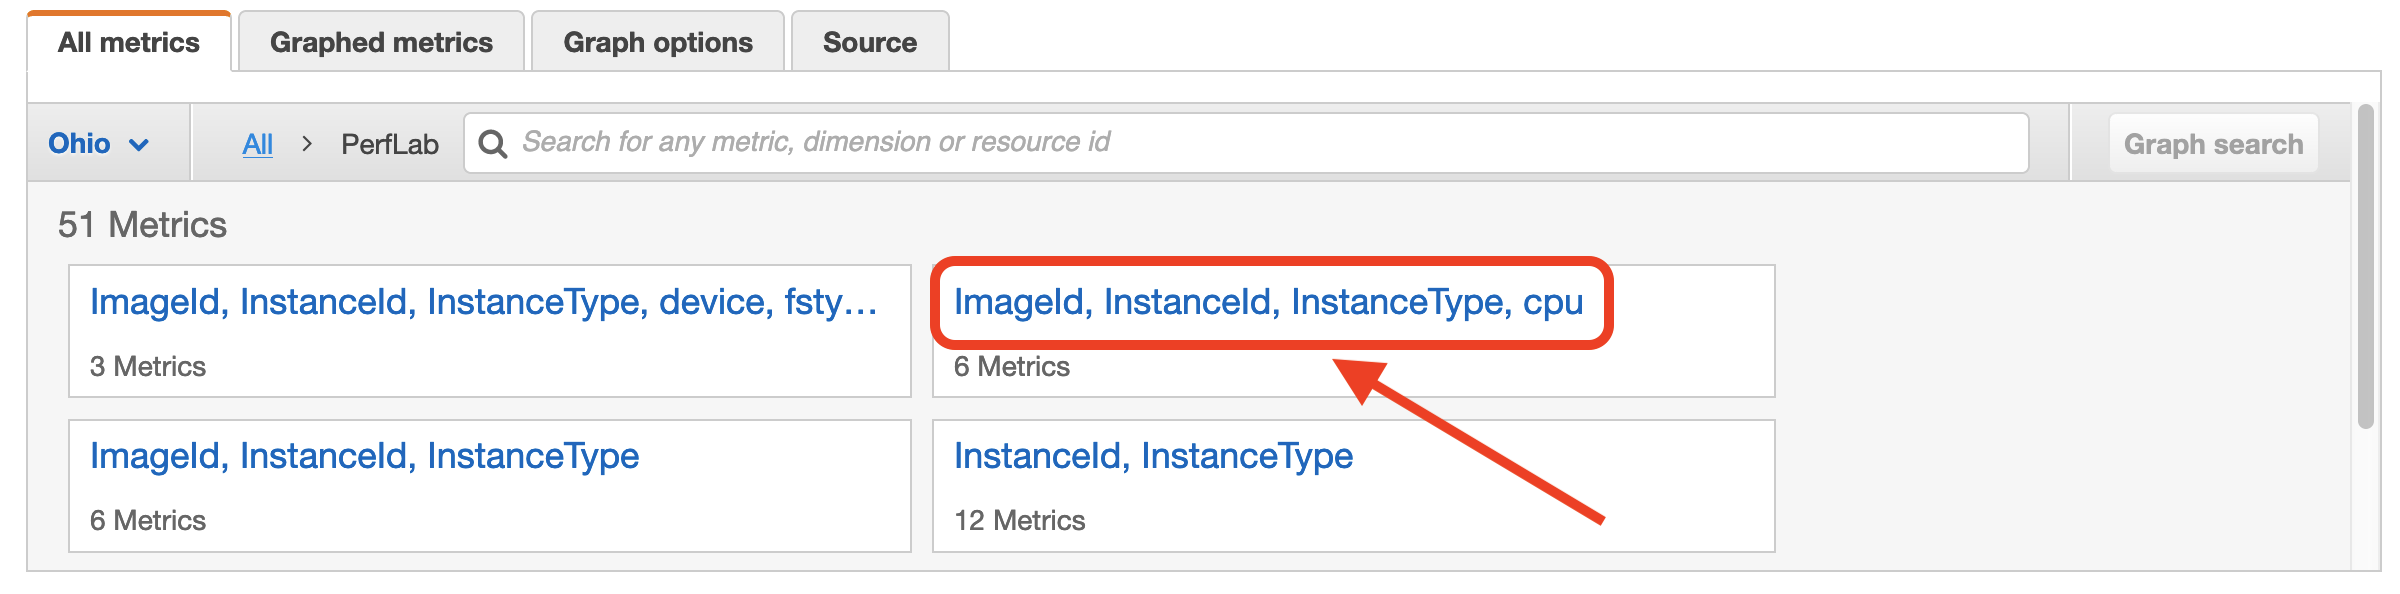 All metrics
Graphed metrics
Graph options
Source
Ohio
All > PerfLab
Search for any metric, dimension or resource id
Graph search
51 Metrics
ImageId, InstanceId, InstanceType, device, fsty...
3 Metrics
ImageId, InstanceId, InstanceType, cpu
6 Metrics
ImageId, InstanceId, InstanceType
6 Metrics
InstanceId, InstanceType
12 Metrics